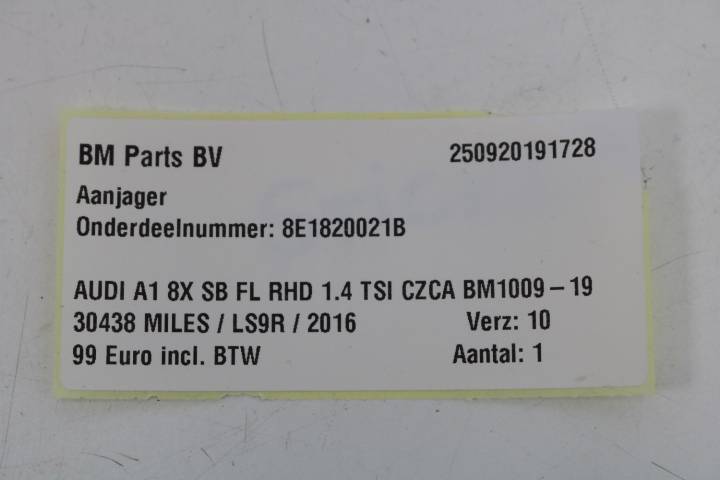 BM Parts BV 250920191728
Aanjager
Onderdeelnummer: 8E1820021B
AUDI A1 8X SB FL RHD 1.4 TSI CZCA BM1009-19
30438 MILES / LS9R / 2016 Verz: 10
99 Euro incl. BTW Aantal: 1